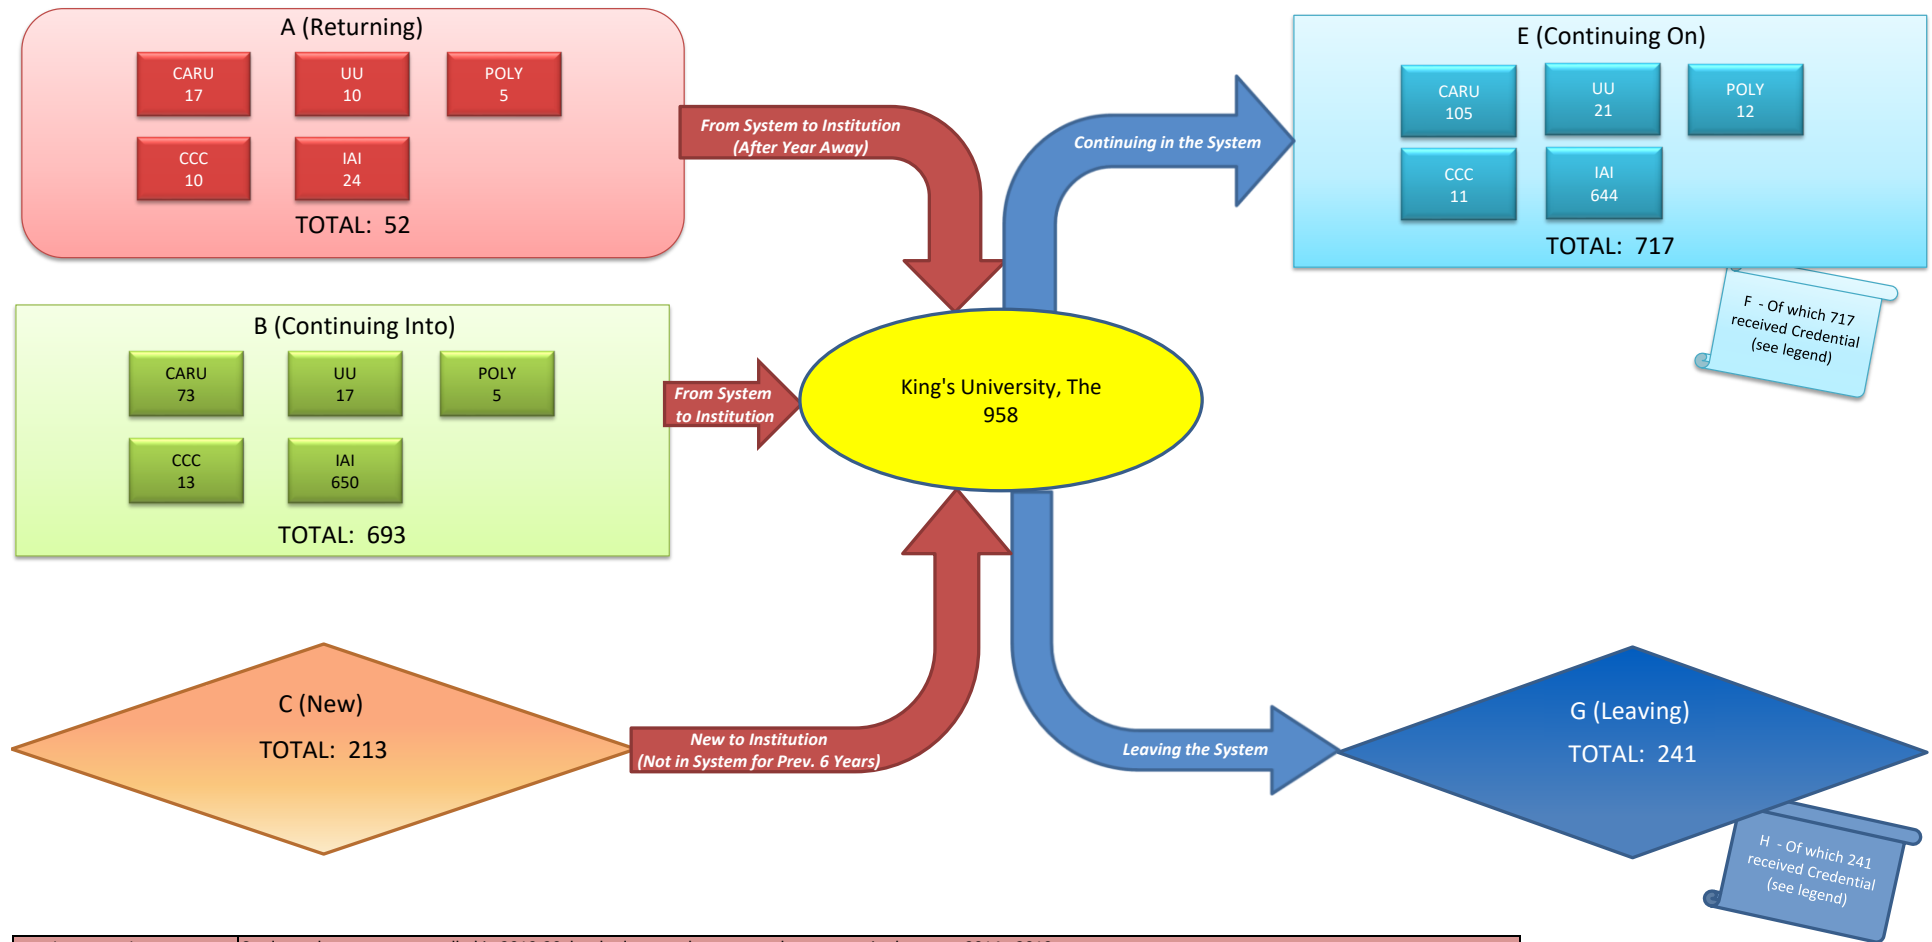 A (Returning)
CARU
17
UU
10
POLY
5
CCC
10
IAI
24
TOTAL: 52
From System to Institution
(After Year Away)
B (Continuing Into)
CARU
73
UU
17
POLY
5
CCC
13
IAI
650
TOTAL: 693
From System
to Institution
C (New)
TOTAL: 213
New to Institution
(Not in System for Prev. 6 Years)
King's University, The
958
Continuing in the System
E (Continuing On)
CARU
105
UU
21
POLY
12
CCC
11
IAI
644
TOTAL: 717
F - Of which 717
received Credential
(see legend)
Leaving the System
G (Leaving)
TOTAL: 241
H - Of which 241
received Credential
(see legend)